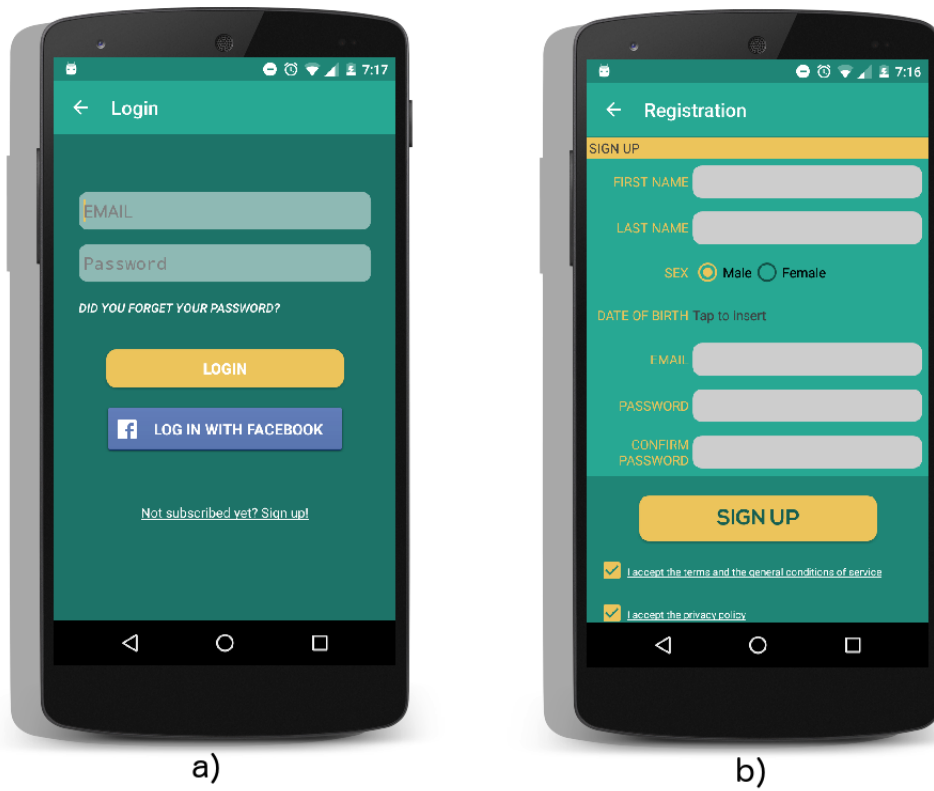 7:17
Login
EMAIL
Password
DID YOU FORGET YOUR PASSWORD?
LOGIN
f LOG IN WITH FACEBOOK
Not subscribed yet? Sign up!
a)
7:16
Registration
SIGN UP
FIRST NAME
LAST NAME
SEX Male Female
DATE OF BIRTH Tap to insert
EMAIL
PASSWORD
CONFIRM
PASSWORD
SIGN UP
I accept the terms and the general conditions of service
I accept the privacy policy
b)